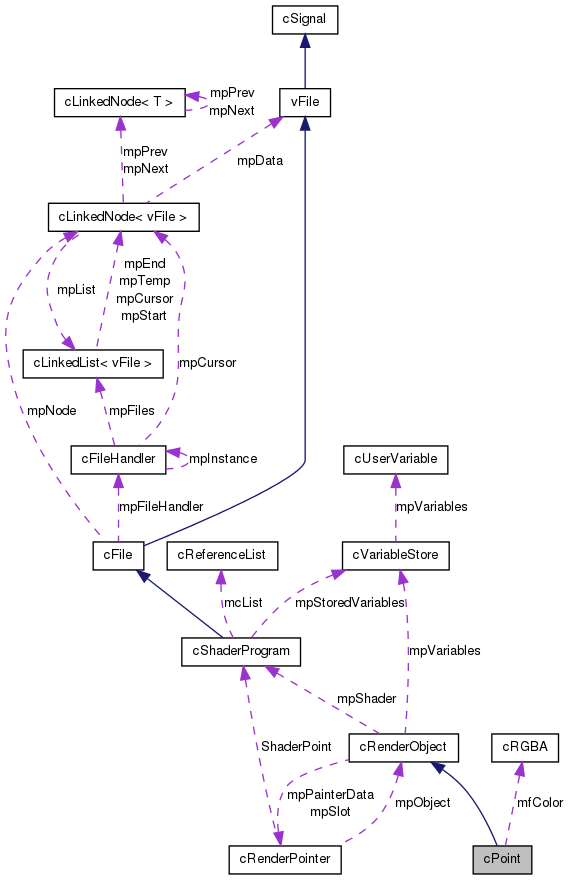 cSignal
cLinkedNode< T >
mpPrev
mpNext
vFile
mpPrev
mpNext
mpData
cLinkedNode< vFile >
mpList
mpEnd
mpTemp
mpCursor
mpStart
cLinkedList< vFile >
mpCursor
mpNode
mpFiles
cFileHandler
mpInstance
cUserVariable
mpFileHandler
mpVariables
cFile
cReferenceList
cVariableStore
mcList
mpStoredVariables
cShaderProgram
mpVariables
mpShader
ShaderPoint
cRenderObject
cRGBA
mpPainterData
mpSlot
mpObject
mfColor
cRenderPointer
cPoint